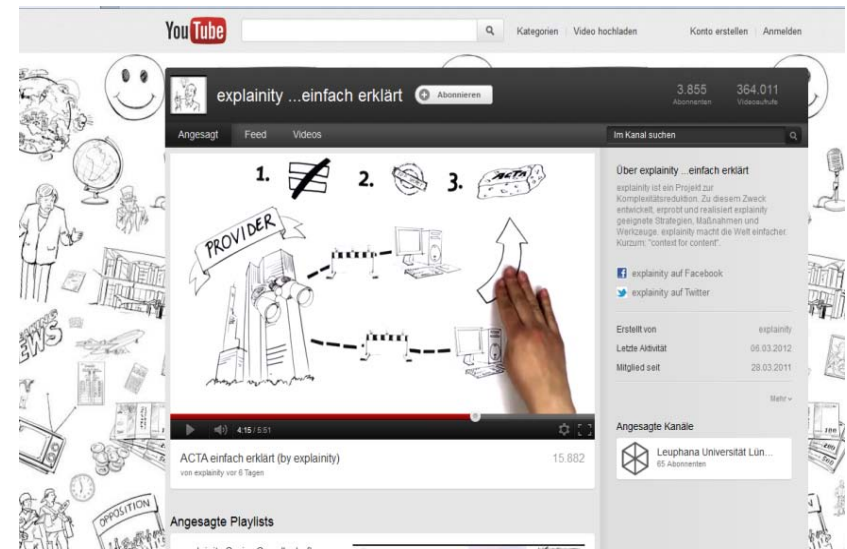 YouTube
Kategorien
Video hochladen
Konto erstellen
Anmelden
explainity ...einfach erklärt
Abonnieren
3.855
Abonnenten
364.011
Videoaufrufe
Angesagt
Feed
Videos
Im Kanal suchen
1.
2.
3.
ACTA
PROVIDER
4:15 / 5:51
ACTA einfach erklärt (by explainity)
15.882
von explainity vor 6 Tagen
Angesagte Playlists
Über explainity ...einfach erklärt
explainity ist ein Projekt zur
Komplexitätsreduktion. Zu diesem Zweck
entwickelt, erprobt und realisiert explainity
geeignete Strategien, Maßnahmen und
Werkzeuge. explainity macht die Welt einfacher.
Kurzum: "context for content".
explainity auf Facebook
explainity auf Twitter
Erstellt von
explainity
Letzte Aktivität
06.03.2012
Mitglied seit
28.03.2011
Mehr
Angesagte Kanäle
Leuphana Universität Lün...
65 Abonnenten
NEWS
OPPOSITION
100